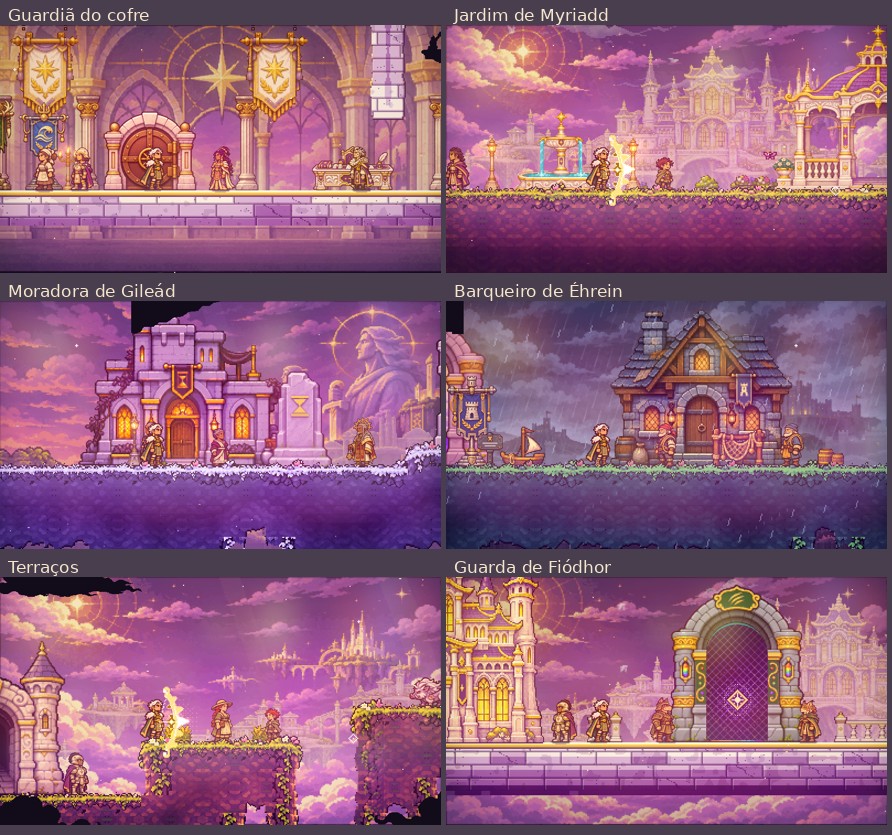 Guardiã do cofre
Jardim de Myriadd
Moradora de Gileád
Barqueiro de Éhrein
Terraços
Guarda de Fiódhor